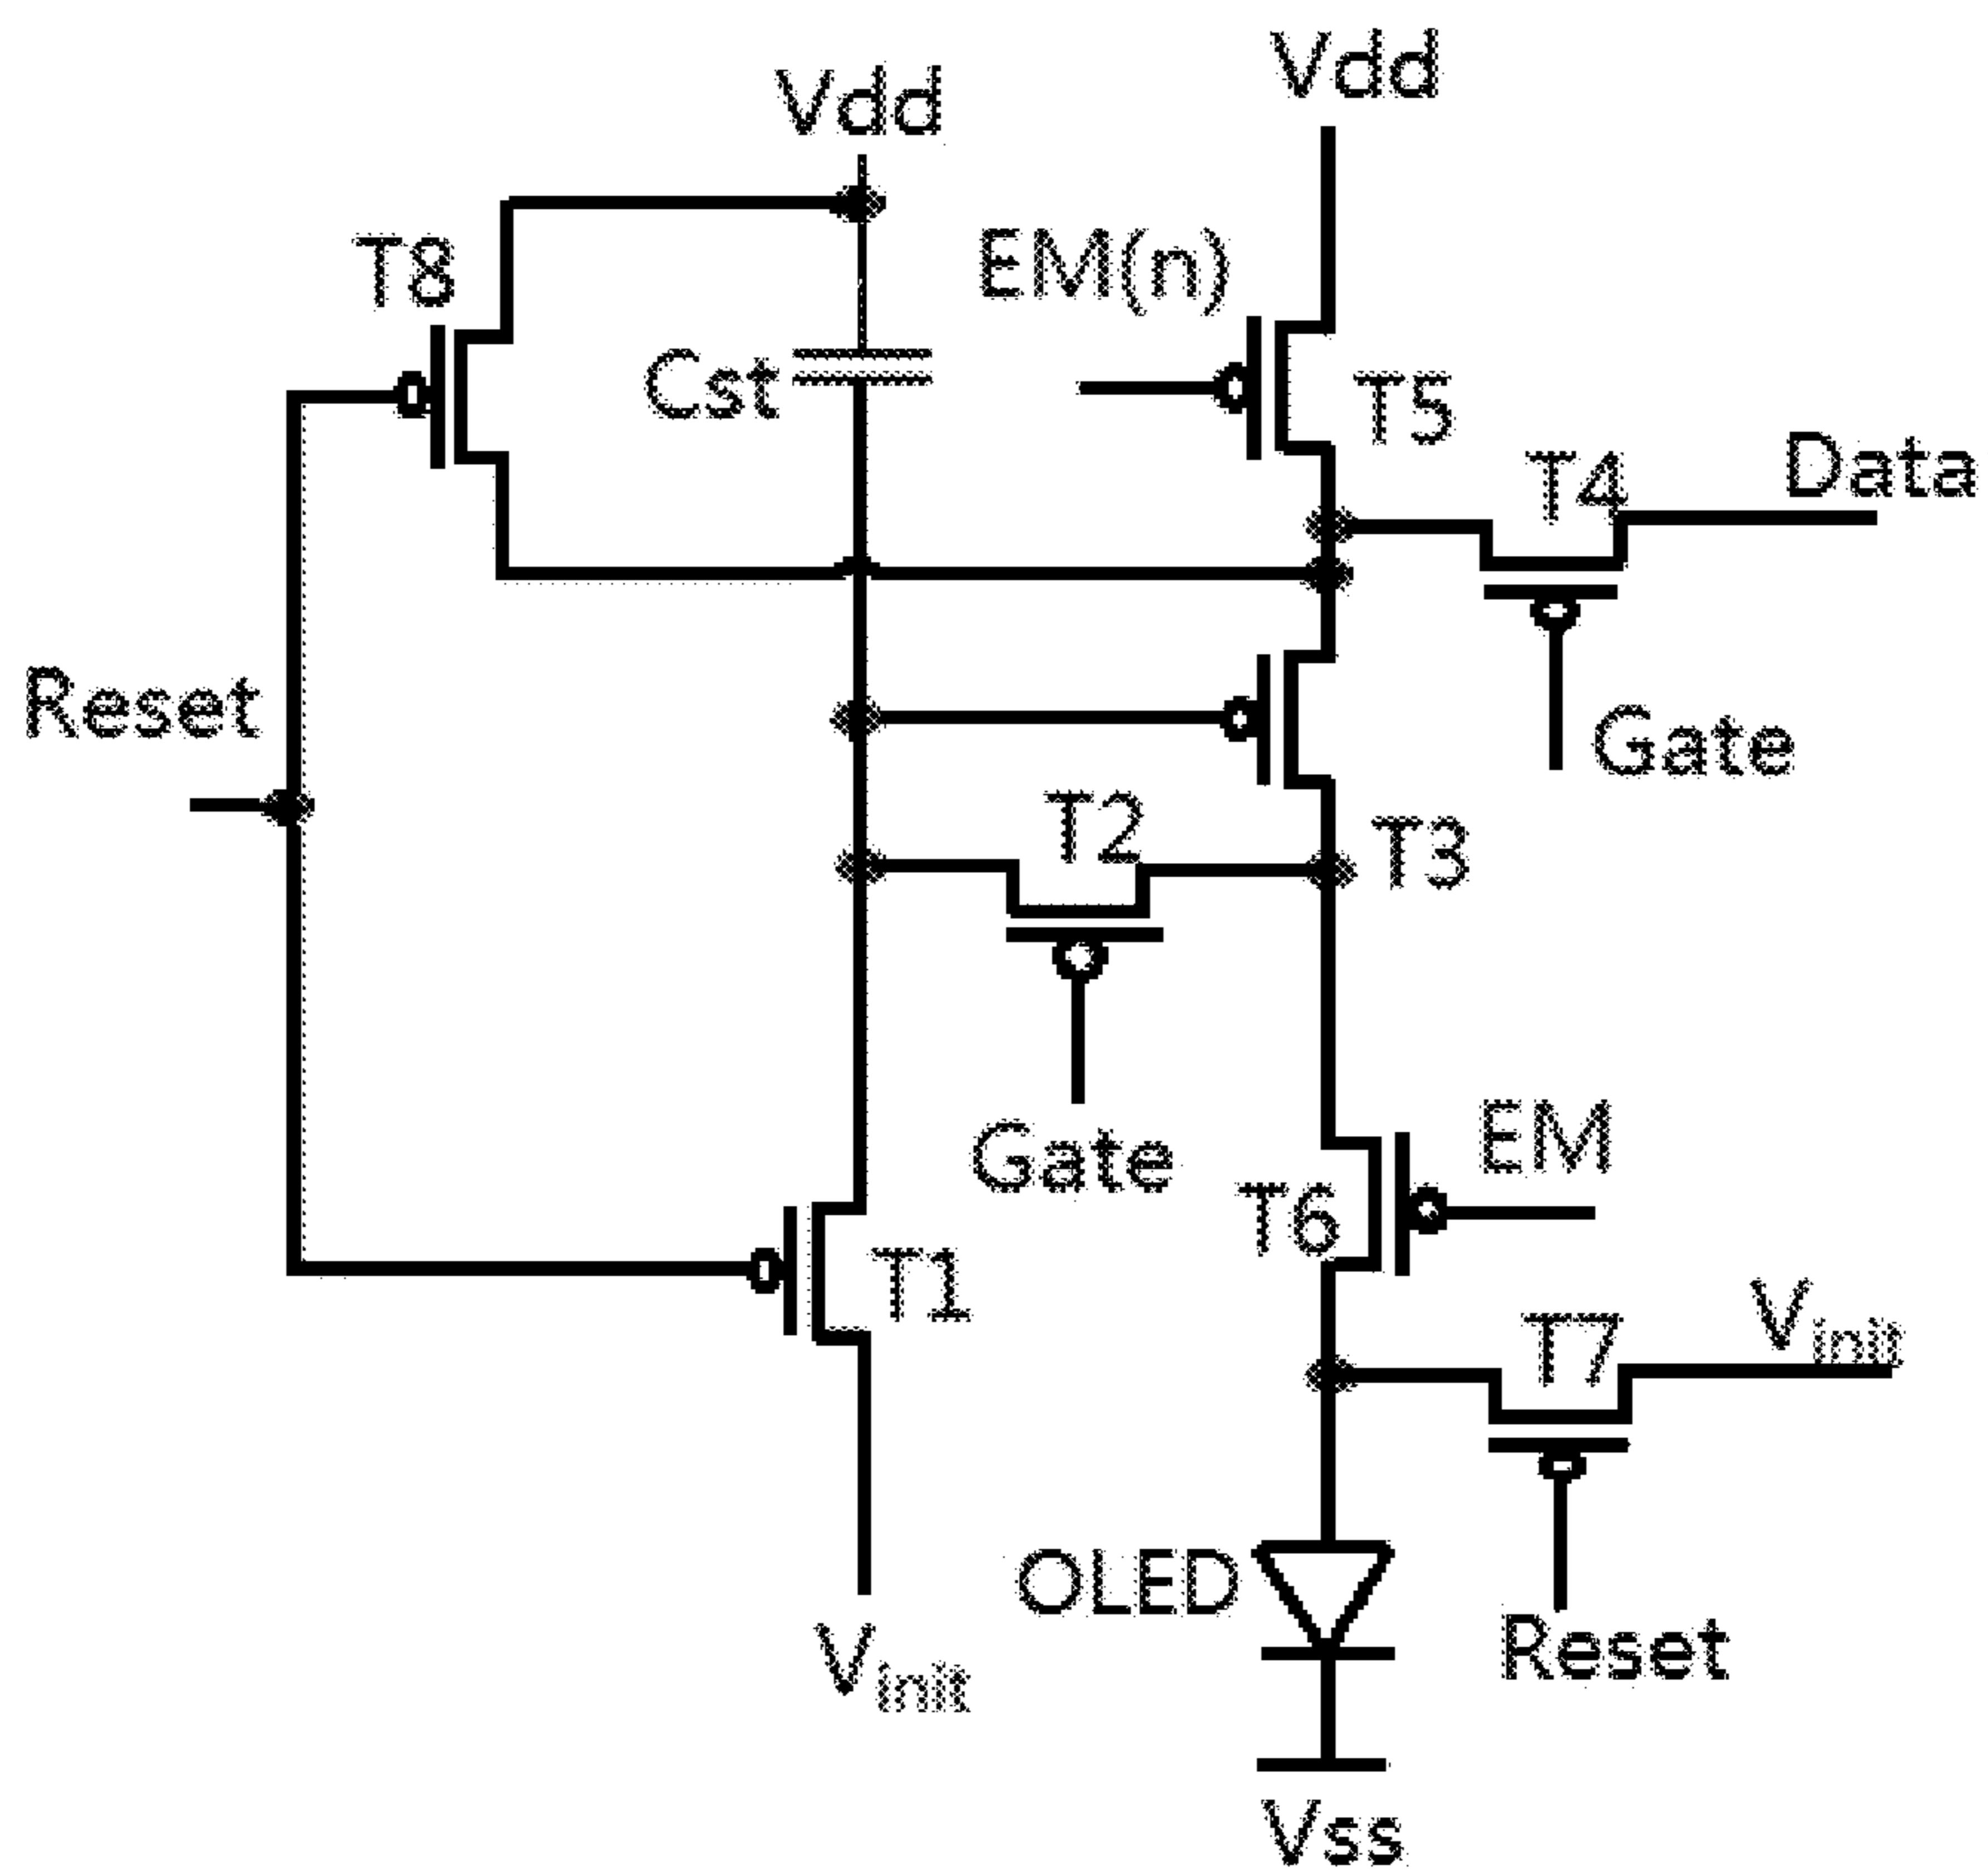 Vdd
Vdd
T8
EM(n)
Cst
T5
T4
Data
Reset
Gate
T2
T3
Gate
EM
T6
T1
T7
Vinit
OLED
Reset
Vinit
Vss